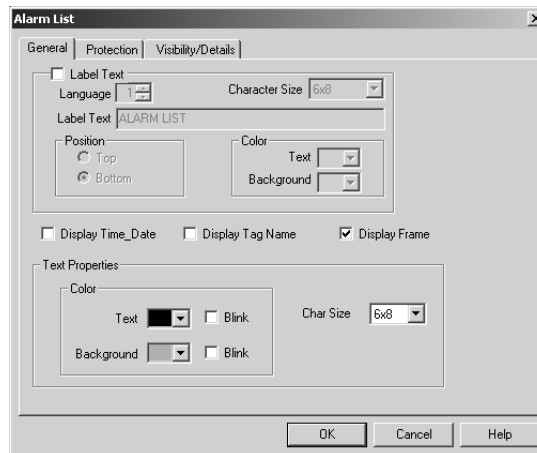 Alarm List
General Protection Visibility/Details
Label Text
Language 1 Character Size 6x8
Label Text ALARM LIST
Position Color
Top Text
Bottom Background
Display Time_Date Display Tag Name Display Frame
Text Properties
Color
Text Blink Char Size 6x8
Background Blink
OK Cancel Help